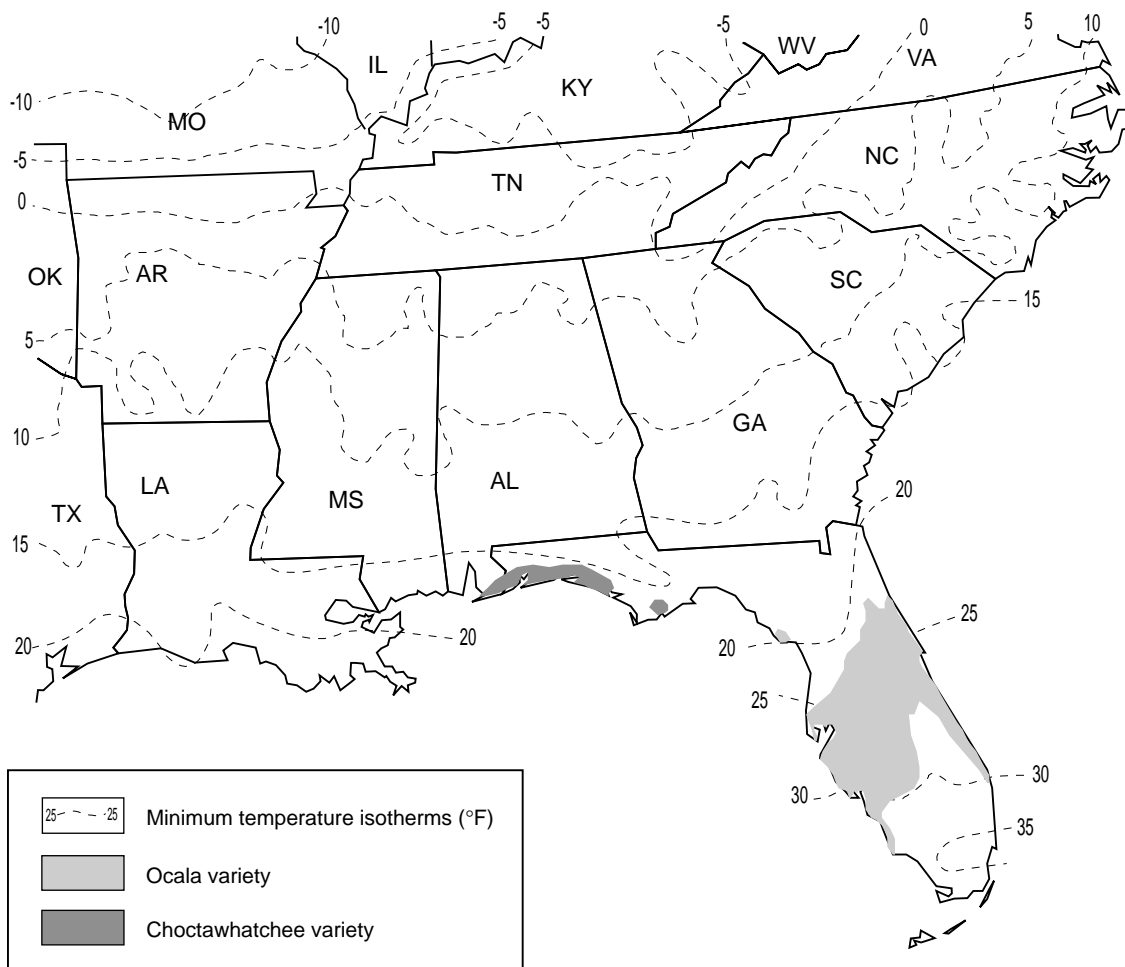 -10
-5
-5
-5
0
5
10
IL
WV
VA
KY
-10
MO
-5
TN
NC
0
OK
AR
SC
15
5
10
GA
LA
AL
MS
TX
20
15
25
20
20
20
25
30
30
35
25 25 Minimum temperature isotherms (°F)
Ocala variety
Choctawhatchee variety